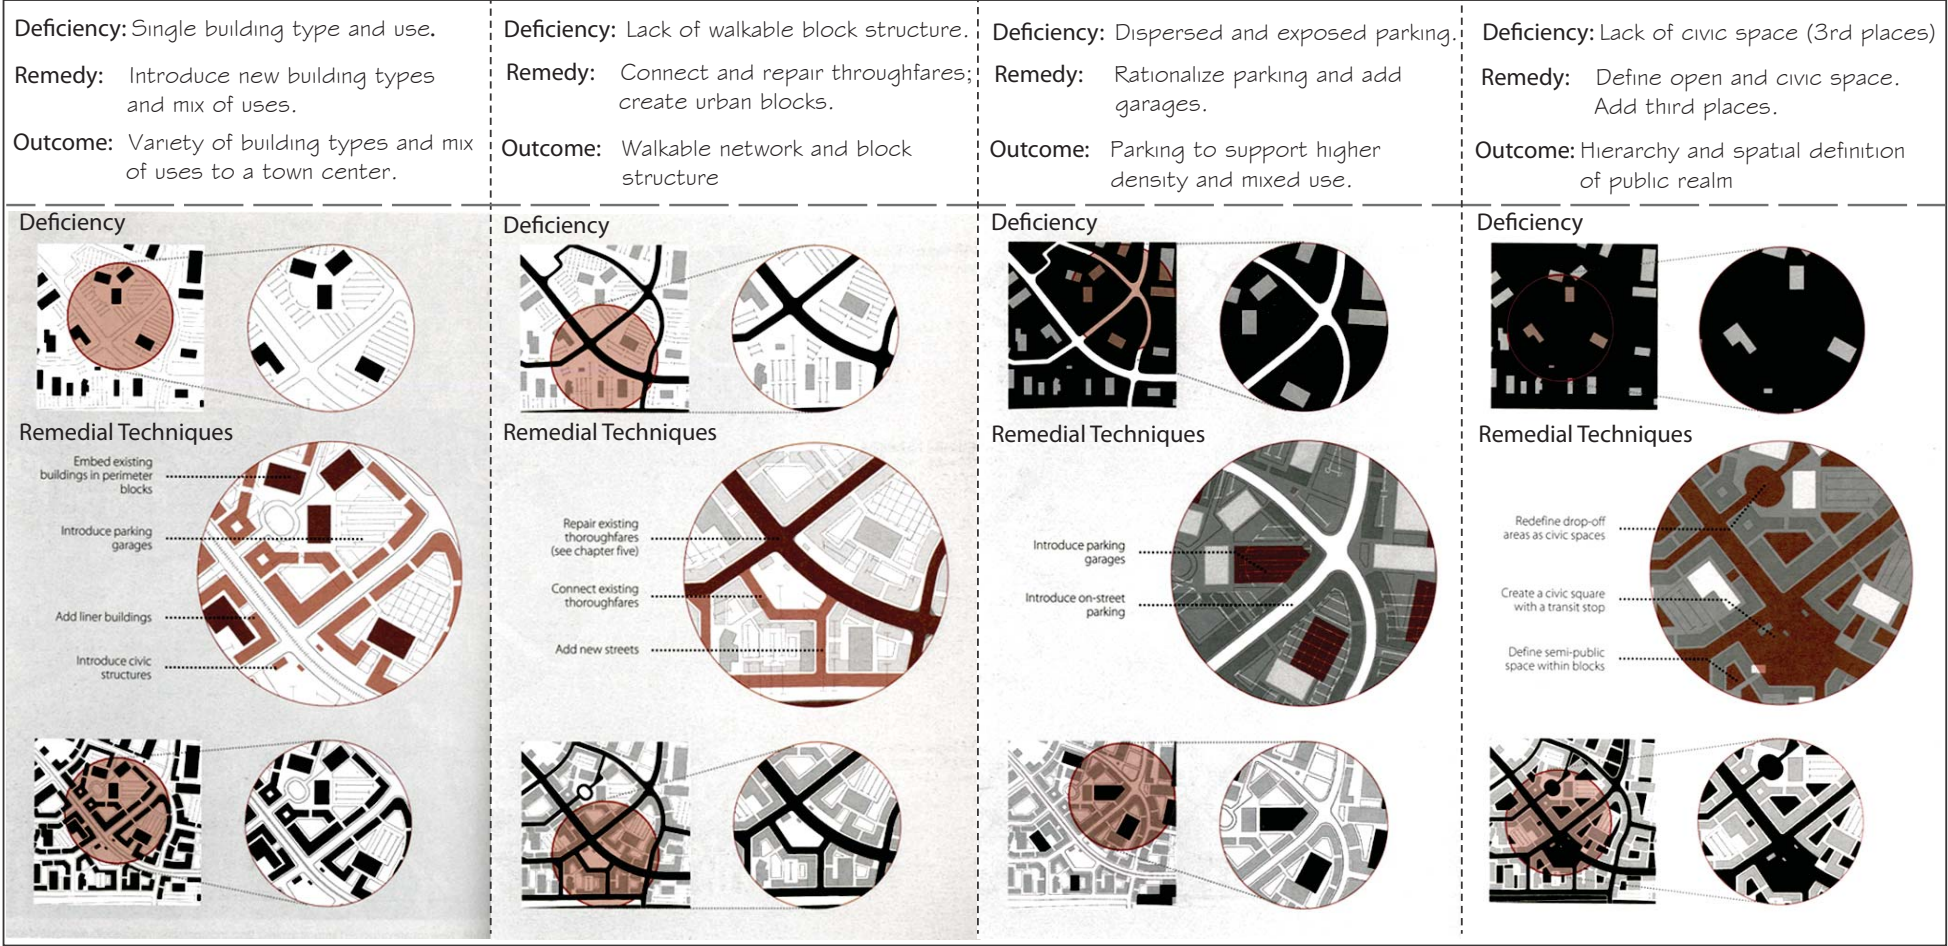 Deficiency: Single building type and use.
Remedy: Introduce new building types
and mix of uses.
Outcome: Variety of building types and mix
of uses to a town center.
Deficiency
Remedial Techniques
Embed existing
buildings in perimeter
blocks
Introduce parking
garages
Add liner buildings
Introduce civic
structures
Deficiency: Lack of walkable block structure.
Remedy: Connect and repair throughfares;
create urban blocks.
Outcome: Walkable network and block
structure
Deficiency
Remedial Techniques
Repair existing
thoroughfares
(see chapter five)
Connect existing
thoroughfares
Add new streets
Deficiency: Dispersed and exposed parking.
Remedy: Rationalize parking and add
garages.
Outcome: Parking to support higher
density and mixed use.
Deficiency
Remedial Techniques
Introduce parking
garages
Introduce on-street
parking
Deficiency: Lack of civic space (3rd places)
Remedy: Define open and civic space.
Add third places.
Outcome: Hierarchy and spatial definition
of public realm
Deficiency
Remedial Techniques
Redefine drop-off
areas as civic spaces
Create a civic square
with a transit stop
Define semi-public
space within blocks